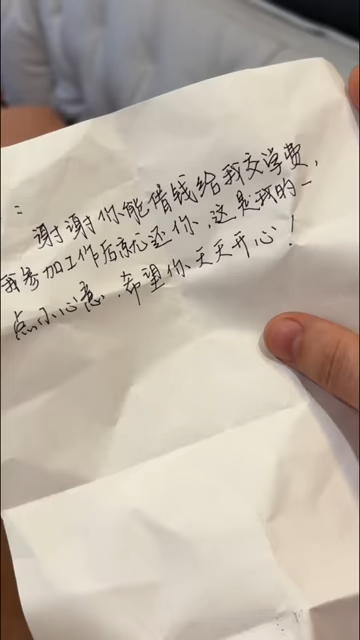 :
谢谢你能借钱给我交学费，
我参加工作后就还你，这是我的一
点小心意，希望你天天开心！